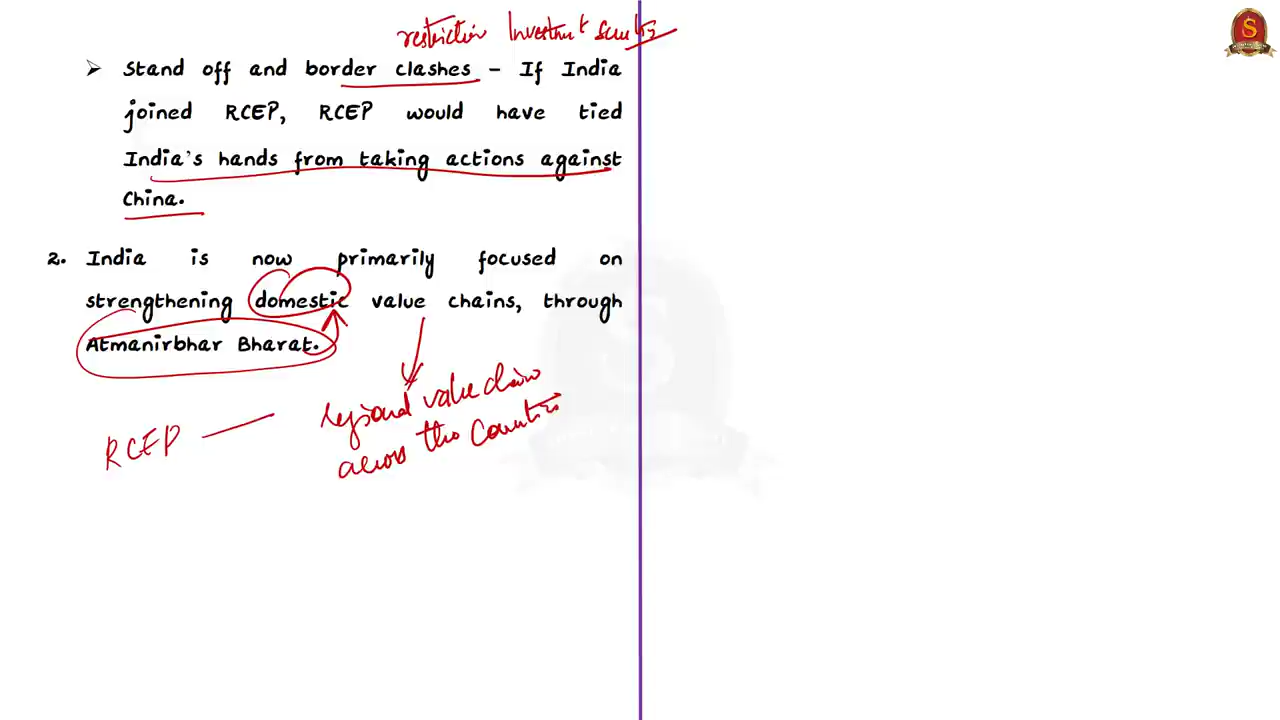 restriction Investment Scrutiny
➢ Stand off and border clashes – If India
joined RCEP, RCEP would have tied
India's hands from taking actions against
China.
2. India is now primarily focused on
strengthening domestic value chains, through
Atmanirbhar Bharat.
regional value chain
across the Countries
RCEP